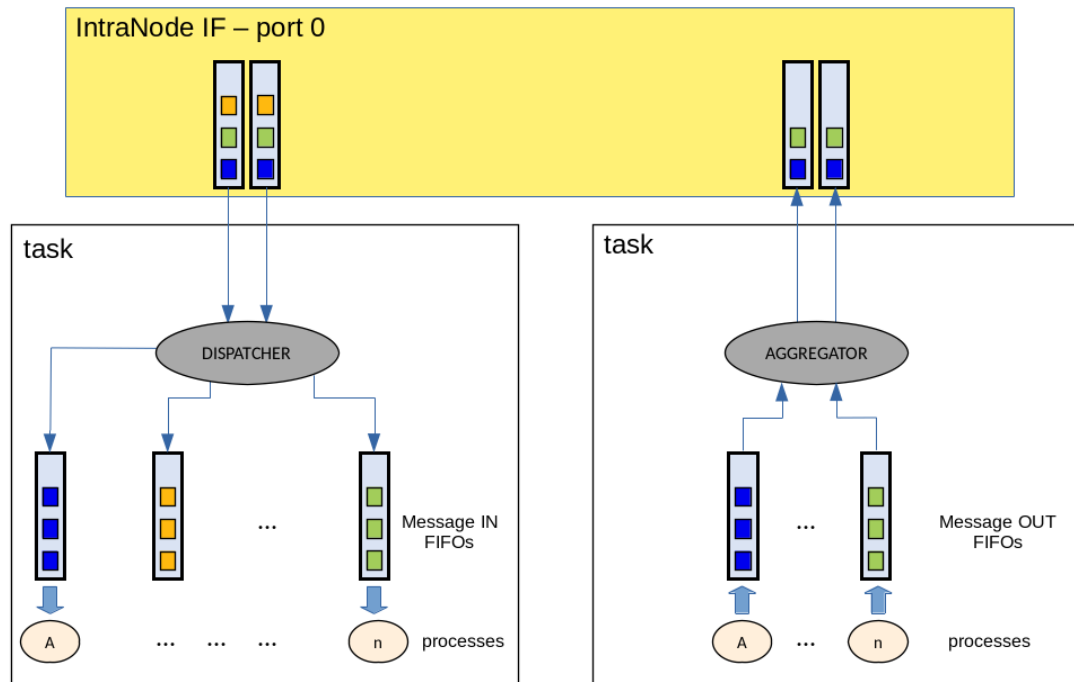 IntraNode IF – port 0
task
DISPATCHER
...
Message IN
FIFOs
A
... ... ...
n
processes
task
AGGREGATOR
...
Message OUT
FIFOs
A
...
n
processes